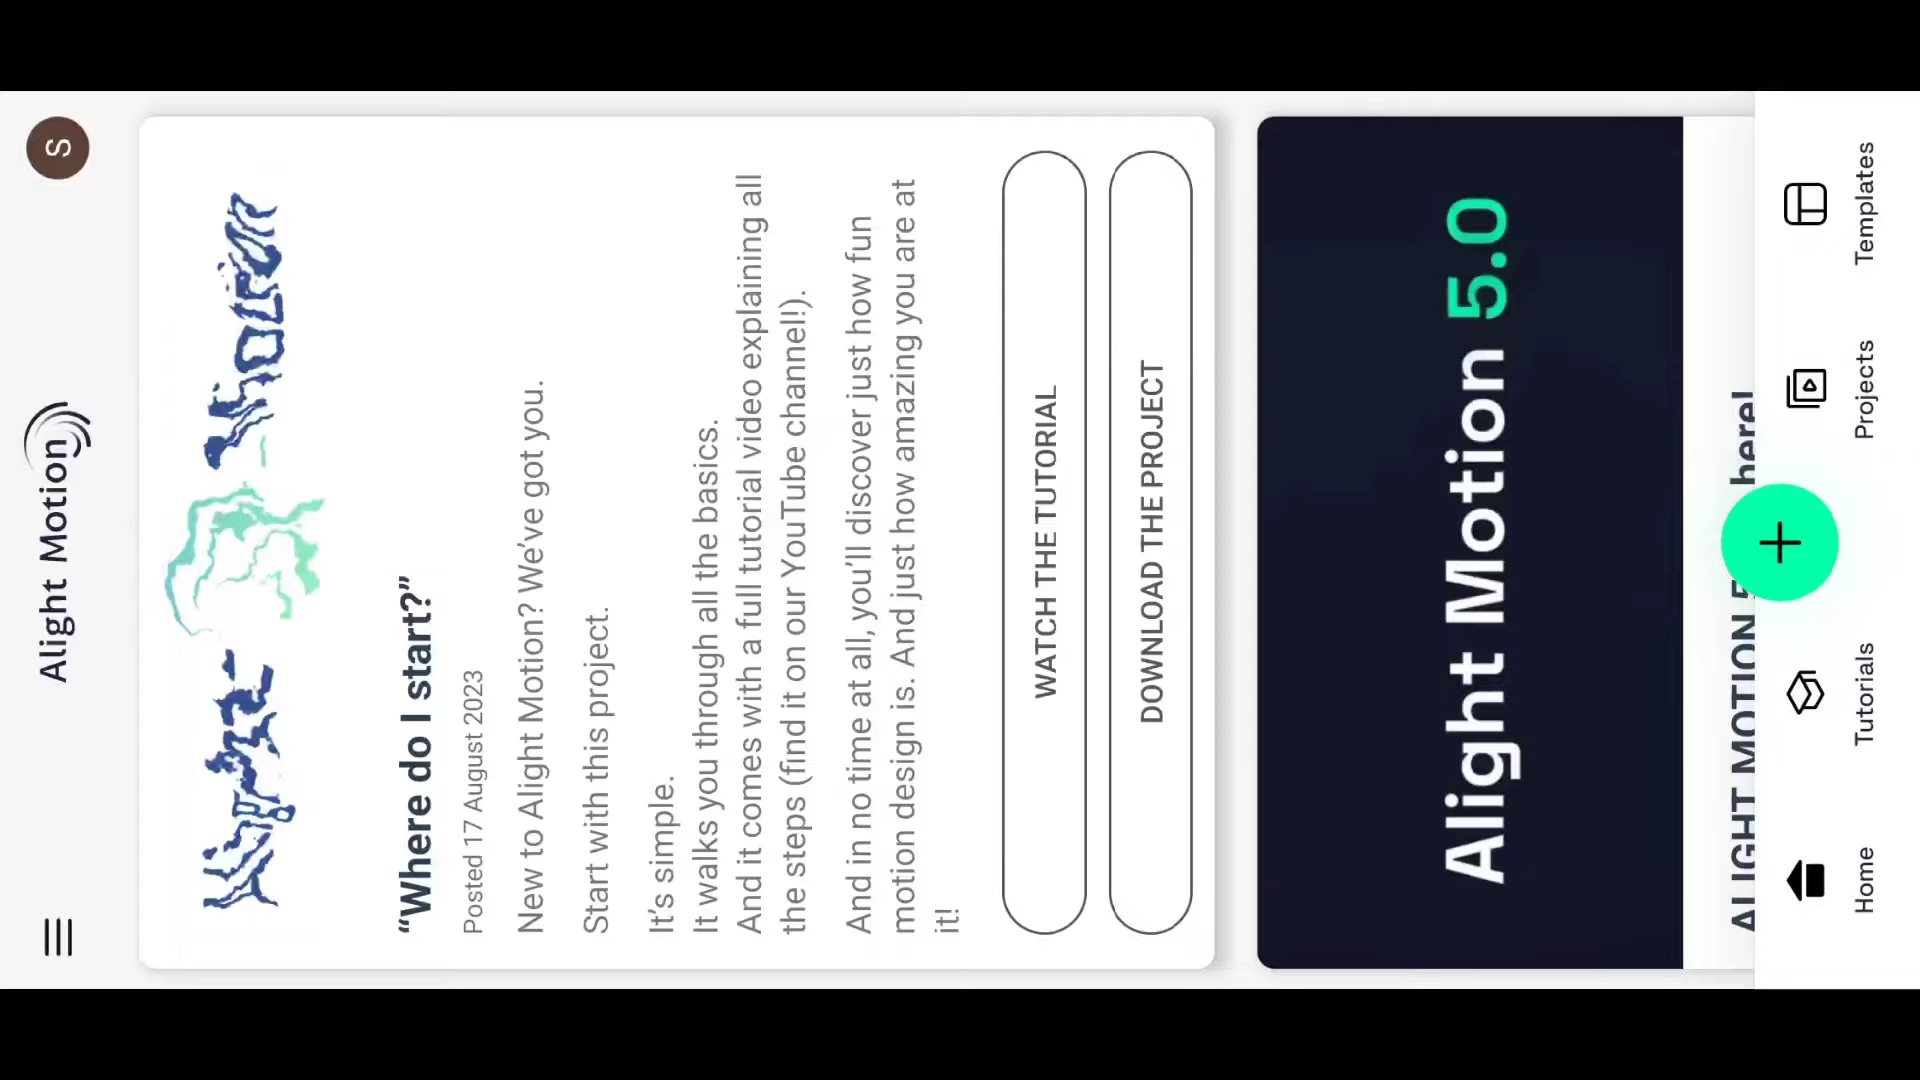 Alight Motion
S
"Where do I start?"
Posted 17 August 2023
New to Alight Motion? We've got you.
Start with this project.
It's simple.
It walks you through all the basics.
And it comes with a full tutorial video explaining all
the steps (find it on our YouTube channel!).
And in no time at all, you'll discover just how fun
motion design is. And just how amazing you are at
it!
WATCH THE TUTORIAL
DOWNLOAD THE PROJECT
Alight Motion 5.0
ALIGHT MOTION here!
Home
Tutorials
Projects
Templates